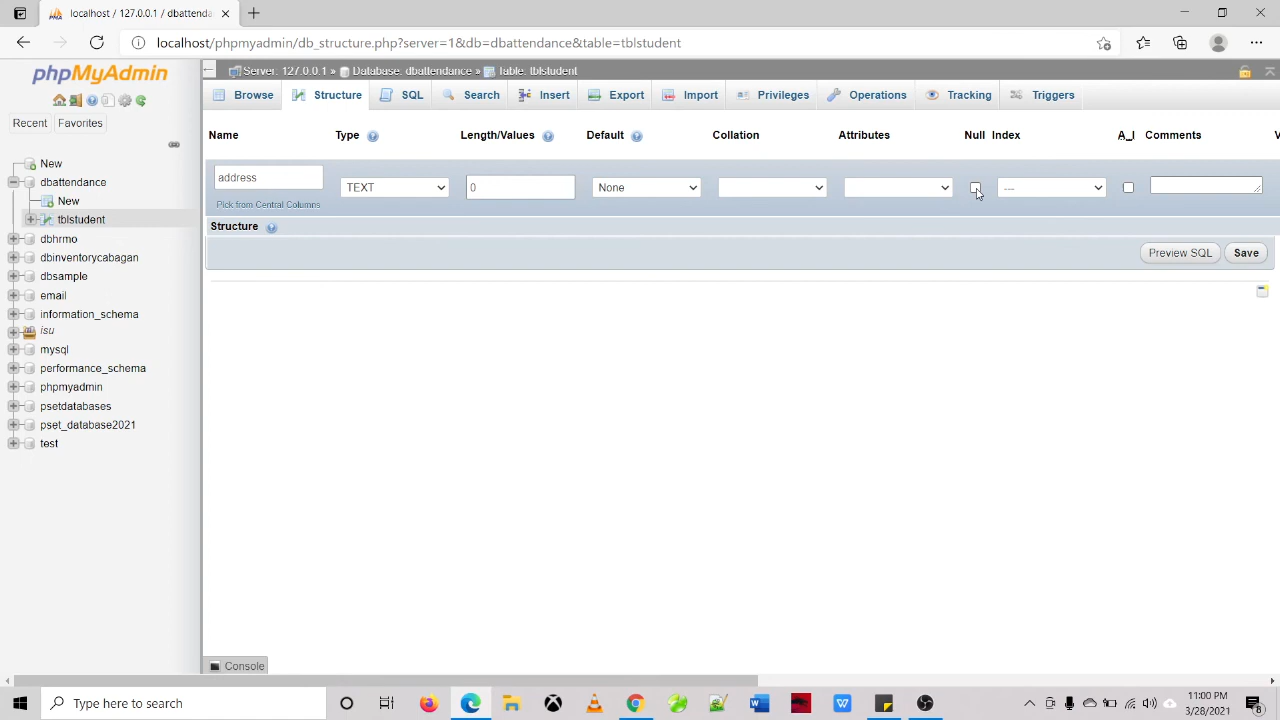 localhost / 127.0.0.1 / dbattenda
localhost/phpmyadmin/db_structure.php?server=1&db=dbattendance&table=tblstudent
phpMyAdmin
Recent
Favorites
New
dbattendance
New
tblstudent
dbhrmo
dbinventorycabagan
dbsample
email
information_schema
isu
mysql
performance_schema
phpmyadmin
psetdatabases
pset_database2021
test
Server: 127.0.0.1 » Database: dbattendance » Table: tblstudent
Browse
Structure
SQL
Search
Insert
Export
Import
Privileges
Operations
Tracking
Triggers
Name Type Length/Values Default Collation Attributes Null Index A_I Comments V
address
TEXT
0
None
---
Pick from Central Columns
Structure
Preview SQL
Save
Console
Type here to search
11:00 PM
3/28/2021
8